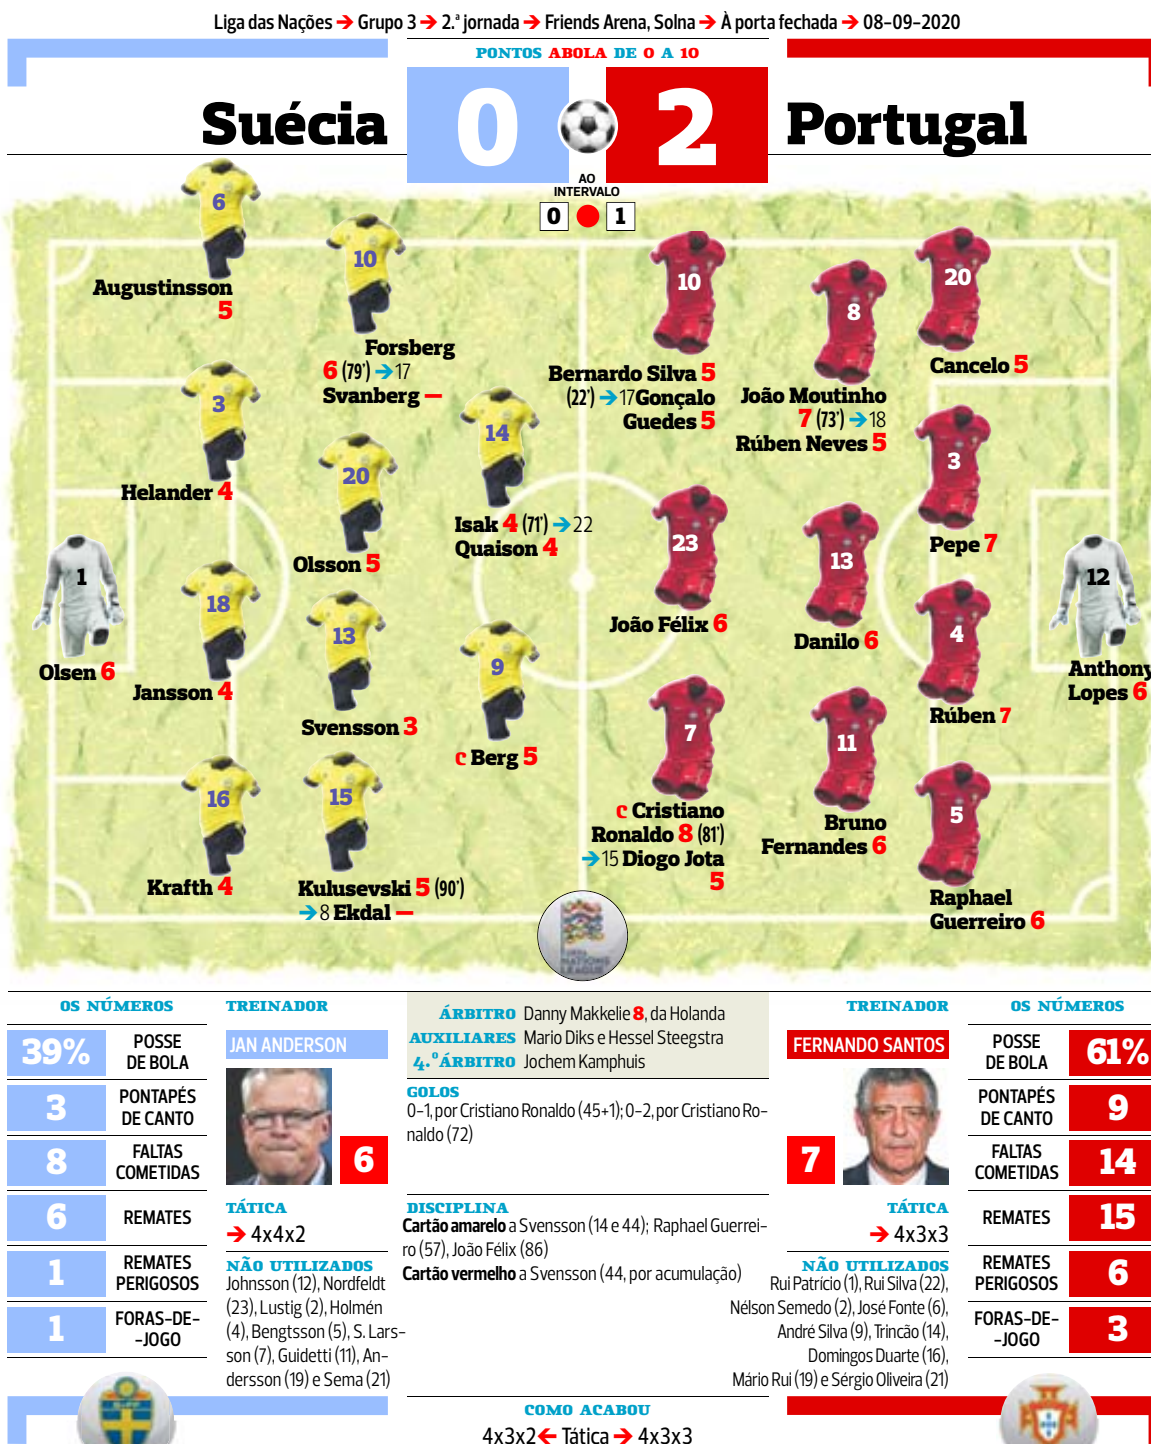 Liga das Nações → Grupo 3 → 2.ª jornada → Friends Arena, Solna → À porta fechada → 08-09-2020
PONTOS ABOLA DE 0 A 10
Suécia 0 2 Portugal
AO
INTERVALO
0 1
6
Augustinsson
5
10
Forsberg
6 (79') → 17
Svanberg —
3
Helander 4
14
Isak 4 (71') → 22
Quaison 4
20
Olsson 5
1
Olsen 6
18
Jansson 4
13
Svensson 3
9
C Berg 5
16
Krafth 4
15
Kulusevski 5 (90')
→ 8 Ekdal —
10
Bernardo Silva 5
(22') → 17 Gonçalo
Guedes 5
8
João Moutinho
7 (73') → 18
Rúben Neves 5
20
Cancelo 5
3
Pepe 7
23
João Félix 6
13
Danilo 6
4
Rúben 7
12
Anthony
Lopes 6
7
C Cristiano
Ronaldo 8 (81')
→ 15 Diogo Jota
5
11
Bruno
Fernandes 6
5
Raphael
Guerreiro 6
UEFA
NATIONS
LEAGUE
OS NÚMEROS
39% POSSE
DE BOLA
3 PONTAPÉS
DE CANTO
8 FALTAS
COMETIDAS
6 REMATES
1 REMATES
PERIGOSOS
1 FORAS-DE-
-JOGO
TREINADOR
JAN ANDERSON
6
TÁTICA
→ 4x4x2
NÃO UTILIZADOS
Johnsson (12), Nordfeldt
(23), Lustig (2), Holmén
(4), Bengtsson (5), S. Lars-
son (7), Guidetti (11), An-
dersson (19) e Sema (21)
ÁRBITRO Danny Makkelie 8, da Holanda
AUXILIARES Mario Diks e Hessel Steegstra
4.º ÁRBITRO Jochem Kamphuis
GOLOS
0-1, por Cristiano Ronaldo (45+1); 0-2, por Cristiano Ro-
naldo (72)
DISCIPLINA
Cartão amarelo a Svensson (14 e 44); Raphael Guerrei-
ro (57), João Félix (86)
Cartão vermelho a Svensson (44, por acumulação)
TREINADOR
FERNANDO SANTOS
7
TÁTICA
→ 4x3x3
NÃO UTILIZADOS
Rui Patrício (1), Rui Silva (22),
Nélson Semedo (2), José Fonte (6),
André Silva (9), Trincão (14),
Domingos Duarte (16),
Mário Rui (19) e Sérgio Oliveira (21)
OS NÚMEROS
POSSE
DE BOLA 61%
PONTAPÉS
DE CANTO 9
FALTAS
COMETIDAS 14
REMATES 15
REMATES
PERIGOSOS 6
FORAS-DE-
-JOGO 3
COMO ACABOU
4x3x2 ← Tática → 4x3x3